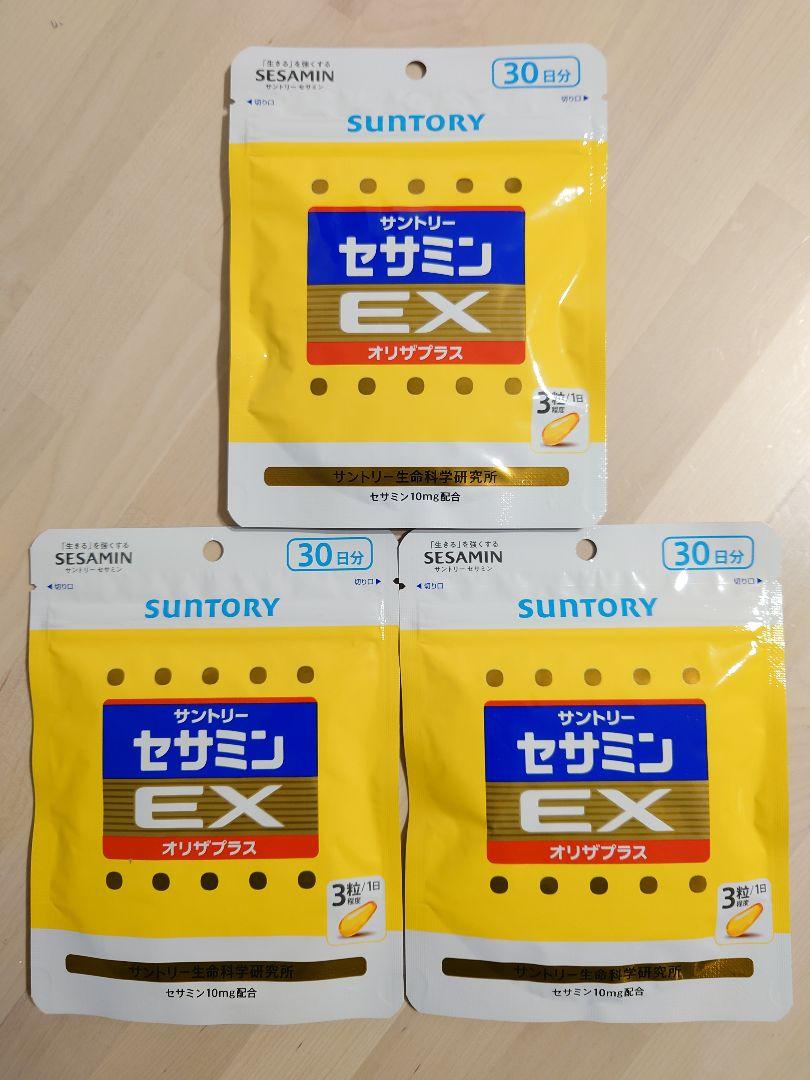 「生きる」を強くする
SESAMIN
サントリー セサミン
30日分
◀切り口
切り口▶
SUNTORY
サントリー
セサミン
EX
オリザプラス
3粒/1日
程度
サントリー生命科学研究所
セサミン10mg配合
「生きる」を強くする
SESAMIN
サントリー セサミン
30日分
◀切り口
切り口▶
SUNTORY
サントリー
セサミン
EX
オリザプラス
3粒/1日
程度
サントリー生命科学研究所
セサミン10mg配合
「生きる」を強くする
SESAMIN
サントリー セサミン
30日分
◀切り口
切り口▶
SUNTORY
サントリー
セサミン
EX
オリザプラス
3粒/1日
程度
サントリー生命科学研究所
セサミン10mg配合